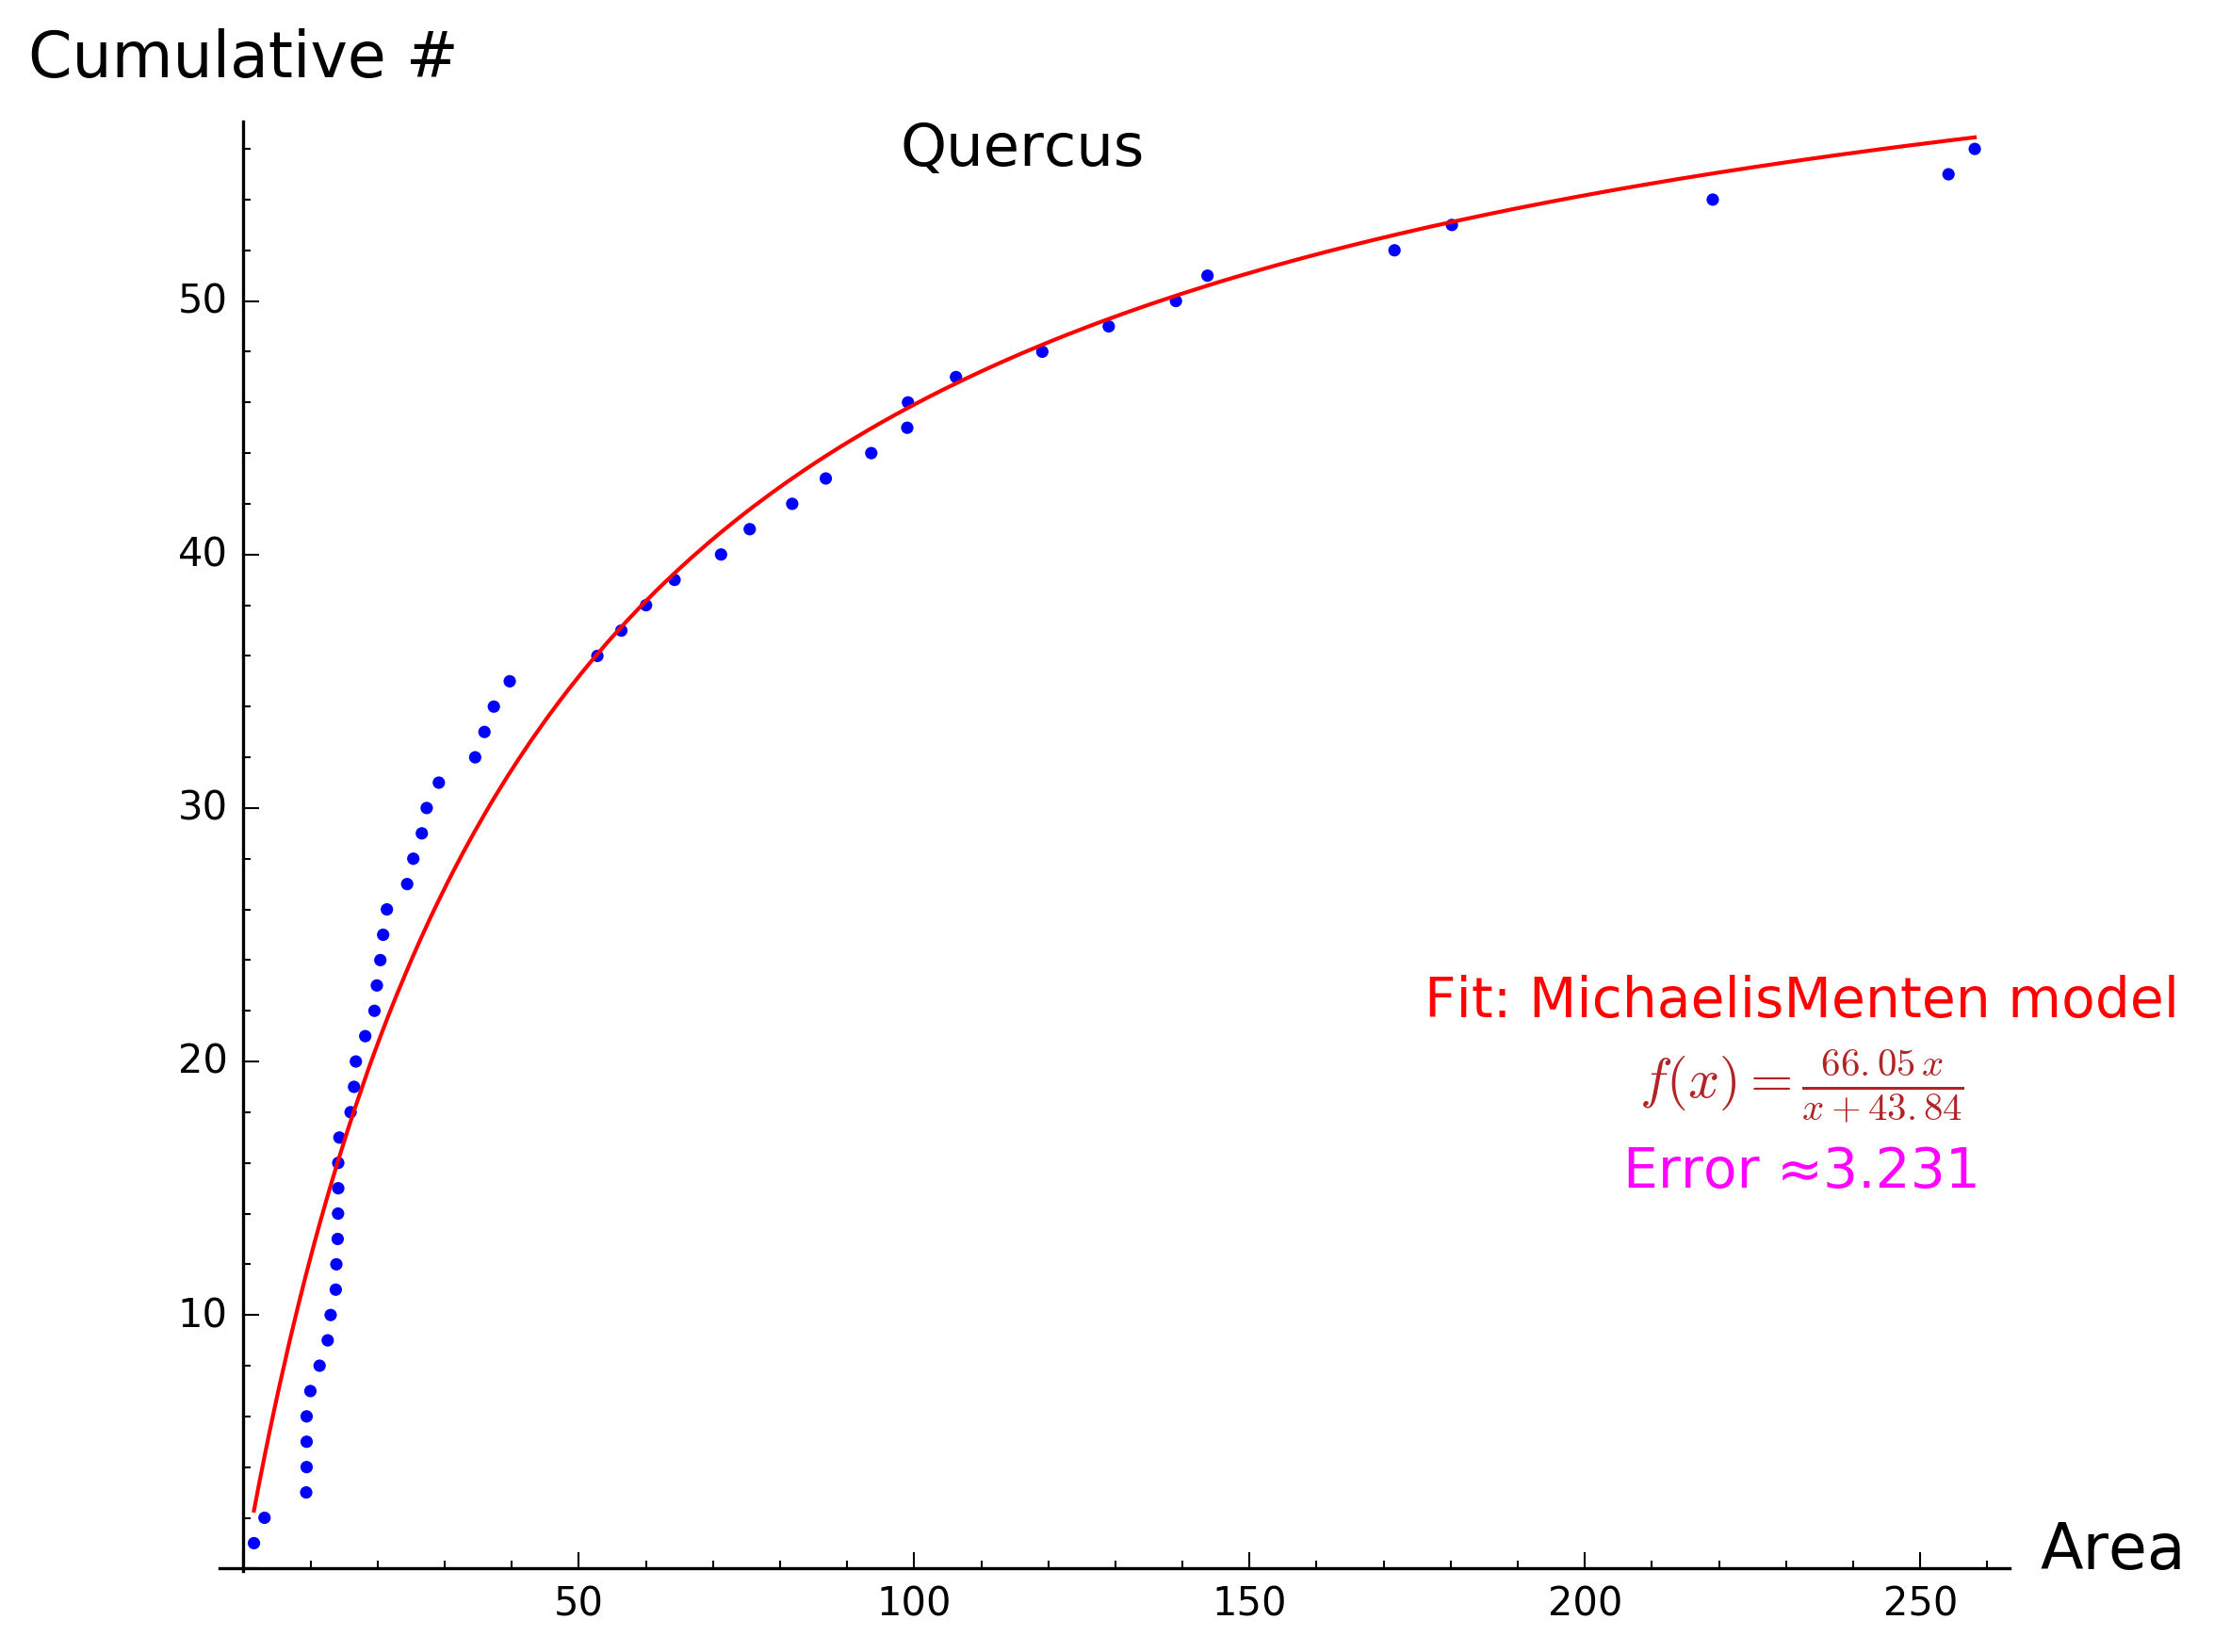 Cumulative #
Quercus
50
40
30
20
10
Fit: MichaelisMenten model
f(x) = 66.05 x / x + 43.84
Error ≈3.231
Area
50 100 150 200 250